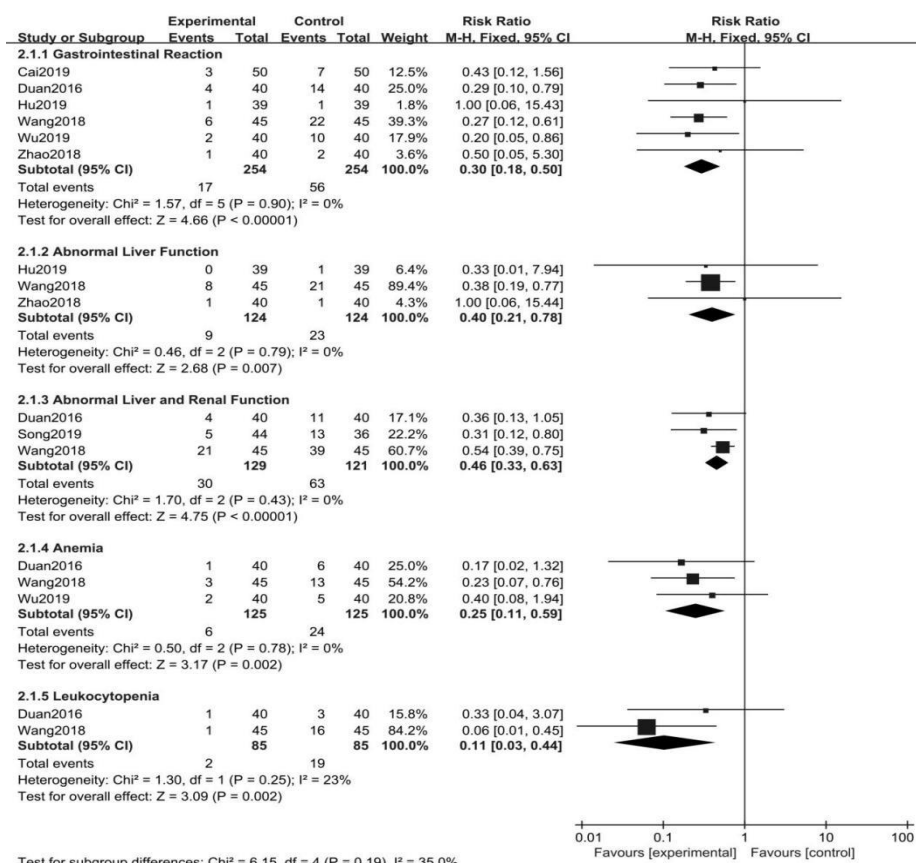 Experimental Control Risk Ratio Risk Ratio
Study or Subgroup Events Total Events Total Weight M-H, Fixed, 95% CI M-H, Fixed, 95% CI
2.1.1 Gastrointestinal Reaction
Cai2019 3 50 7 50 12.5% 0.43 [0.12, 1.56]
Duan2016 4 40 14 40 25.0% 0.29 [0.10, 0.79]
Hu2019 1 39 1 39 1.8% 1.00 [0.06, 15.43]
Wang2018 6 45 22 45 39.3% 0.27 [0.12, 0.61]
Wu2019 2 40 10 40 17.9% 0.20 [0.05, 0.86]
Zhao2018 1 40 2 40 3.6% 0.50 [0.05, 5.30]
Subtotal (95% CI) 254 254 100.0% 0.30 [0.18, 0.50]
Total events 17 56
Heterogeneity: Chi² = 1.57, df = 5 (P = 0.90); I² = 0%
Test for overall effect: Z = 4.66 (P < 0.00001)
2.1.2 Abnormal Liver Function
Hu2019 0 39 1 39 6.4% 0.33 [0.01, 7.94]
Wang2018 8 45 21 45 89.4% 0.38 [0.19, 0.77]
Zhao2018 1 40 1 40 4.3% 1.00 [0.06, 15.44]
Subtotal (95% CI) 124 124 100.0% 0.40 [0.21, 0.78]
Total events 9 23
Heterogeneity: Chi² = 0.46, df = 2 (P = 0.79); I² = 0%
Test for overall effect: Z = 2.68 (P = 0.007)
2.1.3 Abnormal Liver and Renal Function
Duan2016 4 40 11 40 17.1% 0.36 [0.13, 1.05]
Song2019 5 44 13 36 22.2% 0.31 [0.12, 0.80]
Wang2018 21 45 39 45 60.7% 0.54 [0.39, 0.75]
Subtotal (95% CI) 129 121 100.0% 0.46 [0.33, 0.63]
Total events 30 63
Heterogeneity: Chi² = 1.70, df = 2 (P = 0.43); I² = 0%
Test for overall effect: Z = 4.75 (P < 0.00001)
2.1.4 Anemia
Duan2016 1 40 6 40 25.0% 0.17 [0.02, 1.32]
Wang2018 3 45 13 45 54.2% 0.23 [0.07, 0.76]
Wu2019 2 40 5 40 20.8% 0.40 [0.08, 1.94]
Subtotal (95% CI) 125 125 100.0% 0.25 [0.11, 0.59]
Total events 6 24
Heterogeneity: Chi² = 0.50, df = 2 (P = 0.78); I² = 0%
Test for overall effect: Z = 3.17 (P = 0.002)
2.1.5 Leukocytopenia
Duan2016 1 40 3 40 15.8% 0.33 [0.04, 3.07]
Wang2018 1 45 16 45 84.2% 0.06 [0.01, 0.45]
Subtotal (95% CI) 85 85 100.0% 0.11 [0.03, 0.44]
Total events 2 19
Heterogeneity: Chi² = 1.30, df = 1 (P = 0.25); I² = 23%
Test for overall effect: Z = 3.09 (P = 0.002)
0.01 0.1 1 10 100
Favours [experimental] Favours [control]
Test for subgroup differences: Chi² = 6.15, df = 4 (P = 0.19), I² = 35.0%